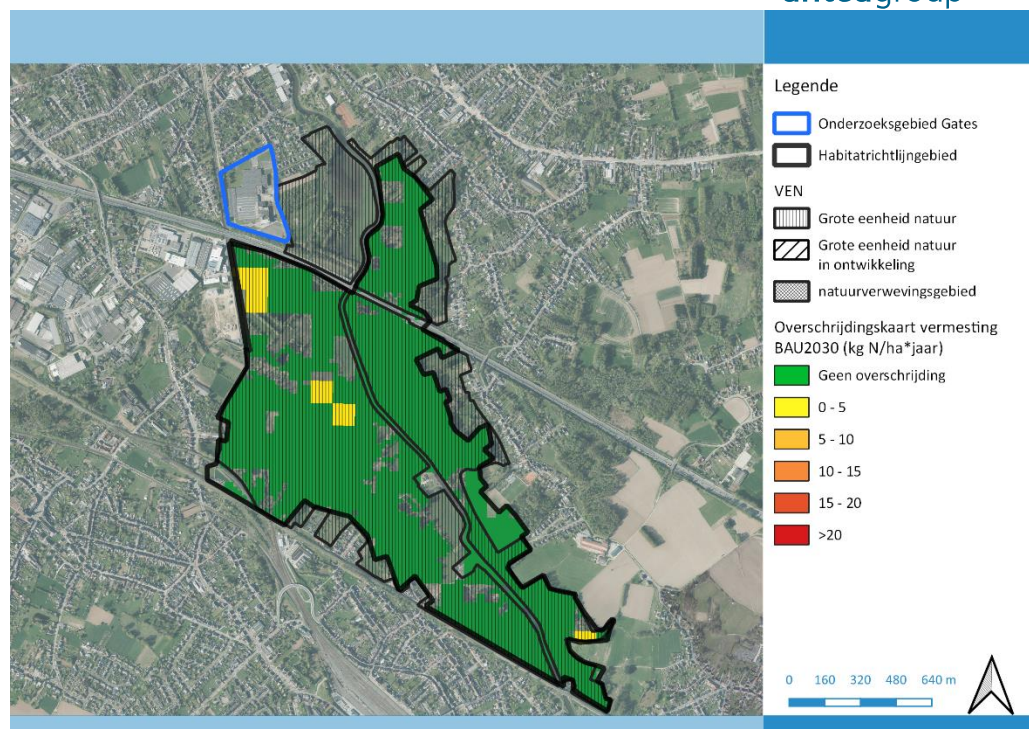 anteagroup
Legende
Onderzoeksgebied Gates
Habitatrichtlijngebied
VEN
Grote eenheid natuur
Grote eenheid natuur
in ontwikkeling
natuurverwevingsgebied
Overschrijdingskaart vermesting
BAU2030 (kg N/ha*jaar)
Geen overschrijding
0 - 5
5 - 10
10 - 15
15 - 20
>20
0 160 320 480 640 m